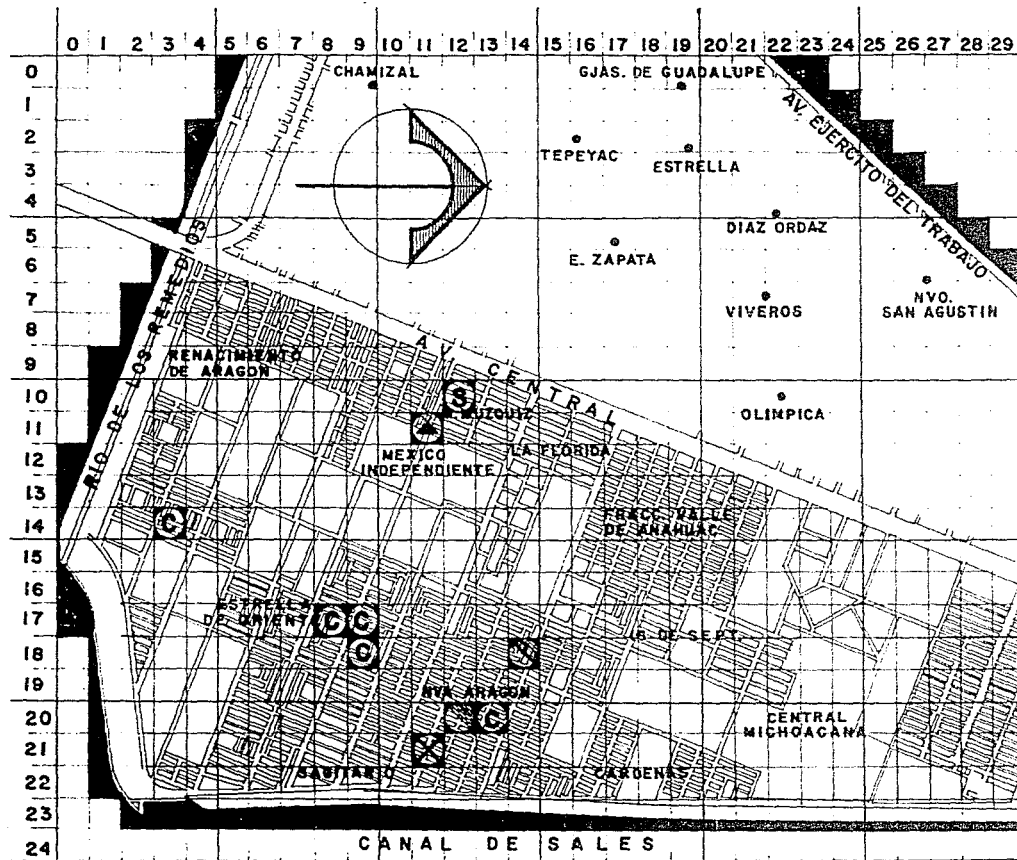 0 1 2 3 4 5 6 7 8 9 10 11 12 13 14 15 16 17 18 19 20 21 22 23 24 25 26 27 28 29
0
1
2
3
4
5
6
7
8
9
10
11
12
13
14
15
16
17
18
19
20
21
22
23
24
CHAMIZAL
GJAS. DE GUADALUPE
AV. EJERCITO DEL TRABAJO
TEPEYAC
ESTRELLA
DIAZ ORDAZ
E. ZAPATA
VIVEROS
NVO.
SAN AGUSTIN
OLIMPICA
RIO DE LOS REMEDIOS
AV. CENTRAL
RENACIMIENTO
DE ARAGON
S
MUZQUIZ
MEXICO
INDEPENDIENTE
LA FLORIDA
FRACC. VALLE
DE ANAHUAC
C
ESTRELLA
DE ORIENTE
C
C
C
DE SEPT.
NVA. ARAGON
C
CENTRAL
MICHOACANA
CARDENAS
CANAL DE SALES